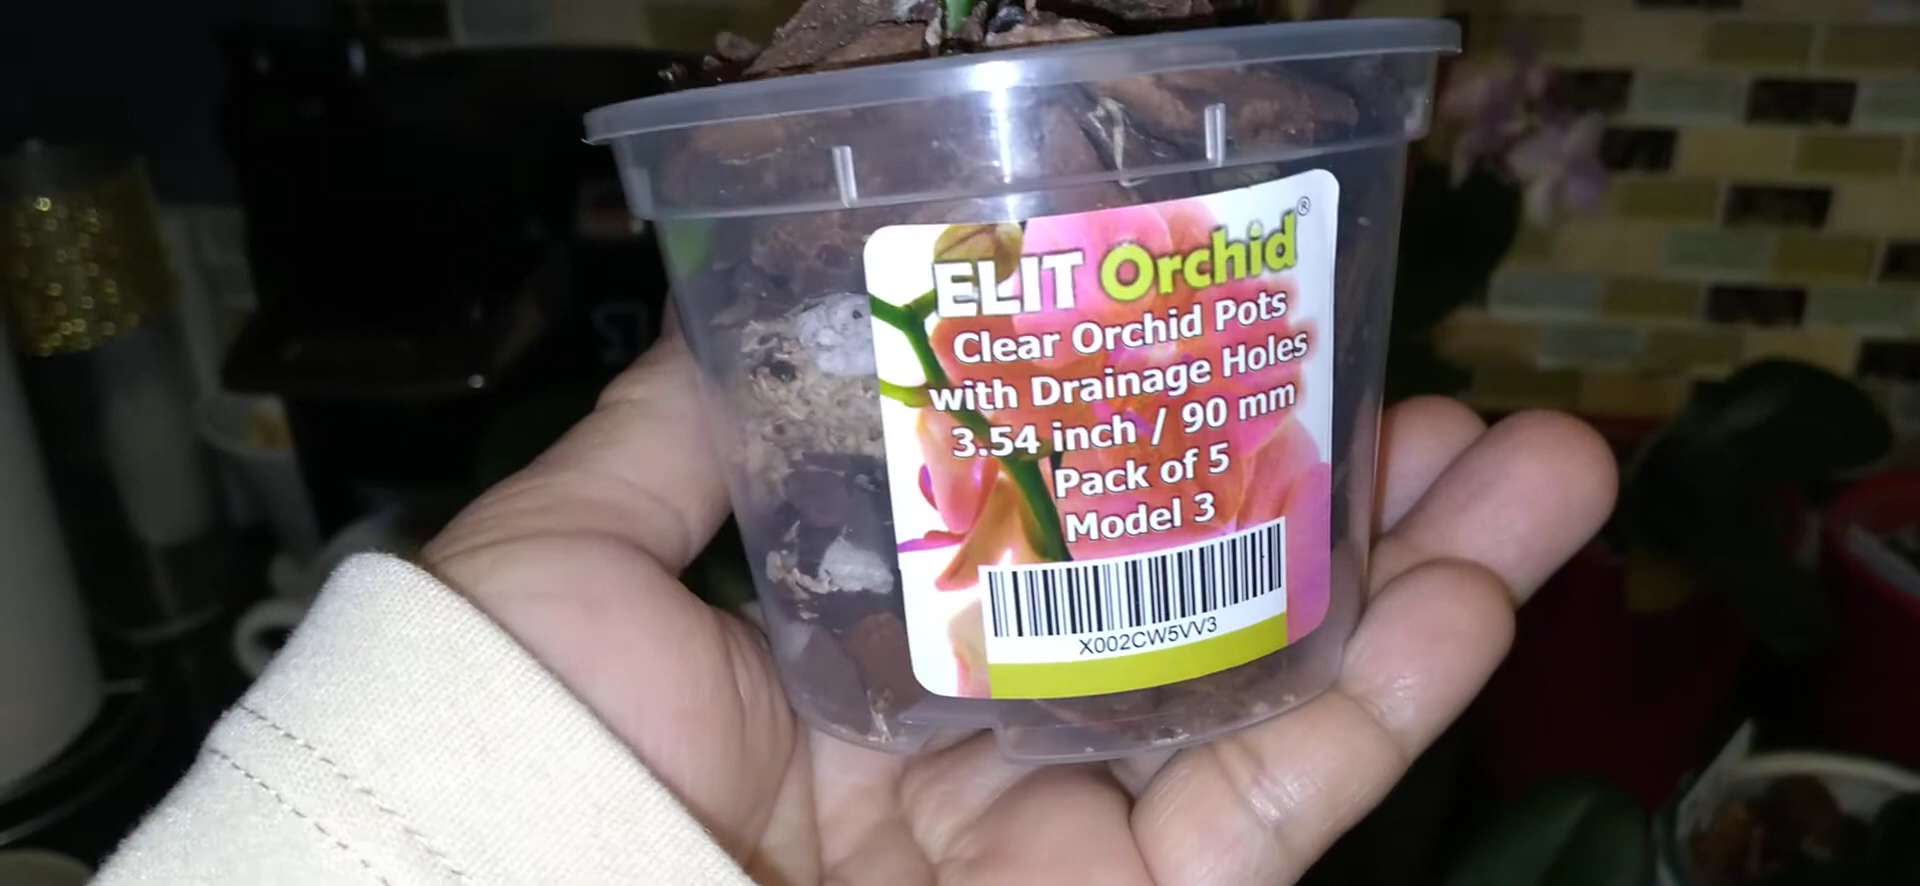 ELIT Orchid®
Clear Orchid Pots
with Drainage Holes
3.54 inch / 90 mm
Pack of 5
Model 3
X002CW5VV3